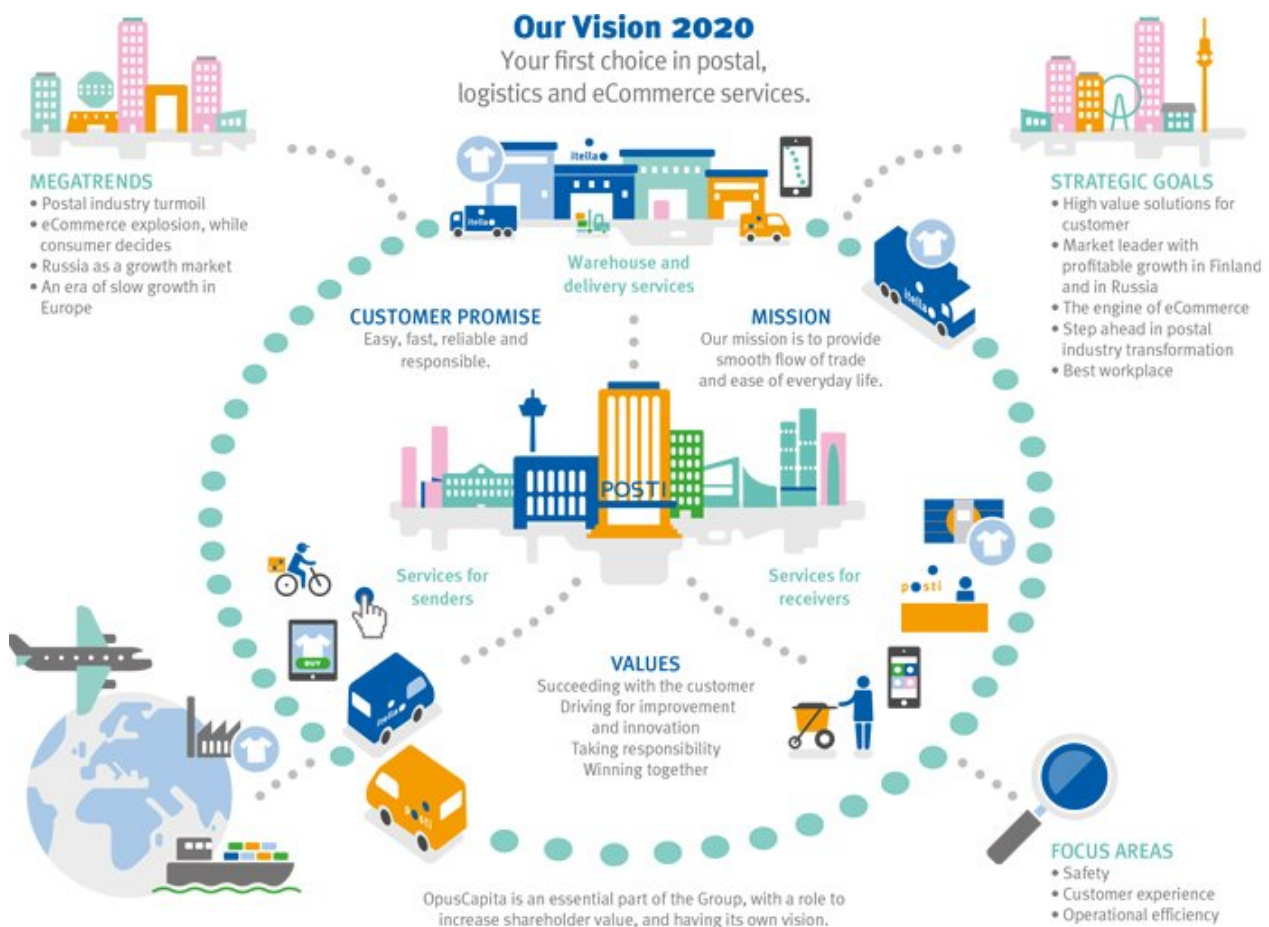 Our Vision 2020
Your first choice in postal,
logistics and eCommerce services.
MEGATRENDS
• Postal industry turmoil
• eCommerce explosion, while
consumer decides
• Russia as a growth market
• An era of slow growth in
Europe
itella
itella
Warehouse and
delivery services
STRATEGIC GOALS
• High value solutions for
customer
• Market leader with
profitable growth in Finland
and in Russia
• The engine of eCommerce
• Step ahead in postal
industry transformation
• Best workplace
itella
CUSTOMER PROMISE
Easy, fast, reliable and
responsible.
MISSION
Our mission is to provide
smooth flow of trade
and ease of everyday life.
POSTI
Services for
senders
Services for
receivers
posti
BUY
itella
posti
VALUES
Succeeding with the customer
Driving for improvement
and innovation
Taking responsibility
Winning together
FOCUS AREAS
• Safety
• Customer experience
• Operational efficiency
OpusCapita is an essential part of the Group, with a role to
increase shareholder value, and having its own vision.